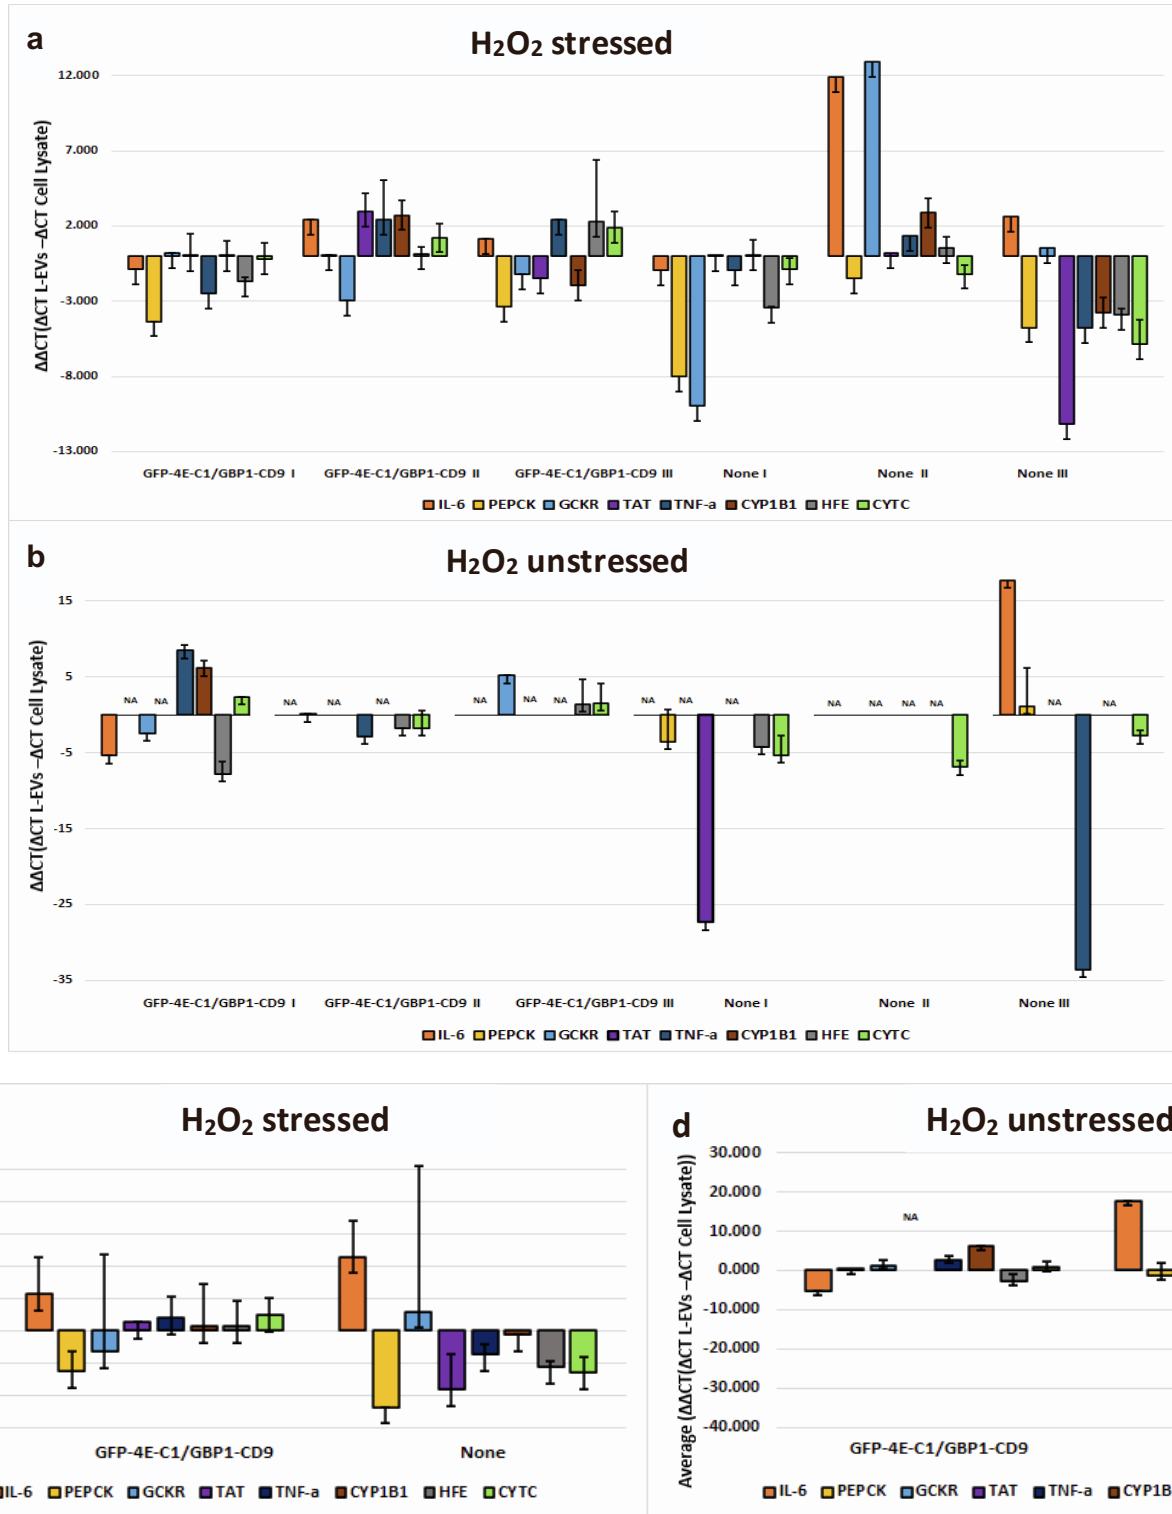 a
H₂O₂ stressed
ΔΔCT(ΔCT L-EVs –ΔCT Cell Lysate)
12.000
7.000
2.000
-3.000
-8.000
-13.000
GFP-4E-C1/GBP1-CD9 I GFP-4E-C1/GBP1-CD9 II GFP-4E-C1/GBP1-CD9 III None I None II None III
IL-6 PEPCK GCKR TAT TNF-a CYP1B1 HFE CYTC
b
H₂O₂ unstressed
ΔΔCT(ΔCT L-EVs –ΔCT Cell Lysate)
15
5
-5
-15
-25
-35
NA NA NA NA NA NA NA NA NA NA NA NA NA NA NA NA NA
GFP-4E-C1/GBP1-CD9 I GFP-4E-C1/GBP1-CD9 II GFP-4E-C1/GBP1-CD9 III None I None II None III
IL-6 PEPCK GCKR TAT TNF-a CYP1B1 HFE CYTC
H₂O₂ stressed
GFP-4E-C1/GBP1-CD9 None
IL-6 PEPCK GCKR TAT TNF-a CYP1B1 HFE CYTC
d
H₂O₂ unstressed
Average (ΔΔCT(ΔCT L-EVs –ΔCT Cell Lysate))
30.000
20.000
10.000
0.000
-10.000
-20.000
-30.000
-40.000
NA
GFP-4E-C1/GBP1-CD9
IL-6 PEPCK GCKR TAT TNF-a CYP1B